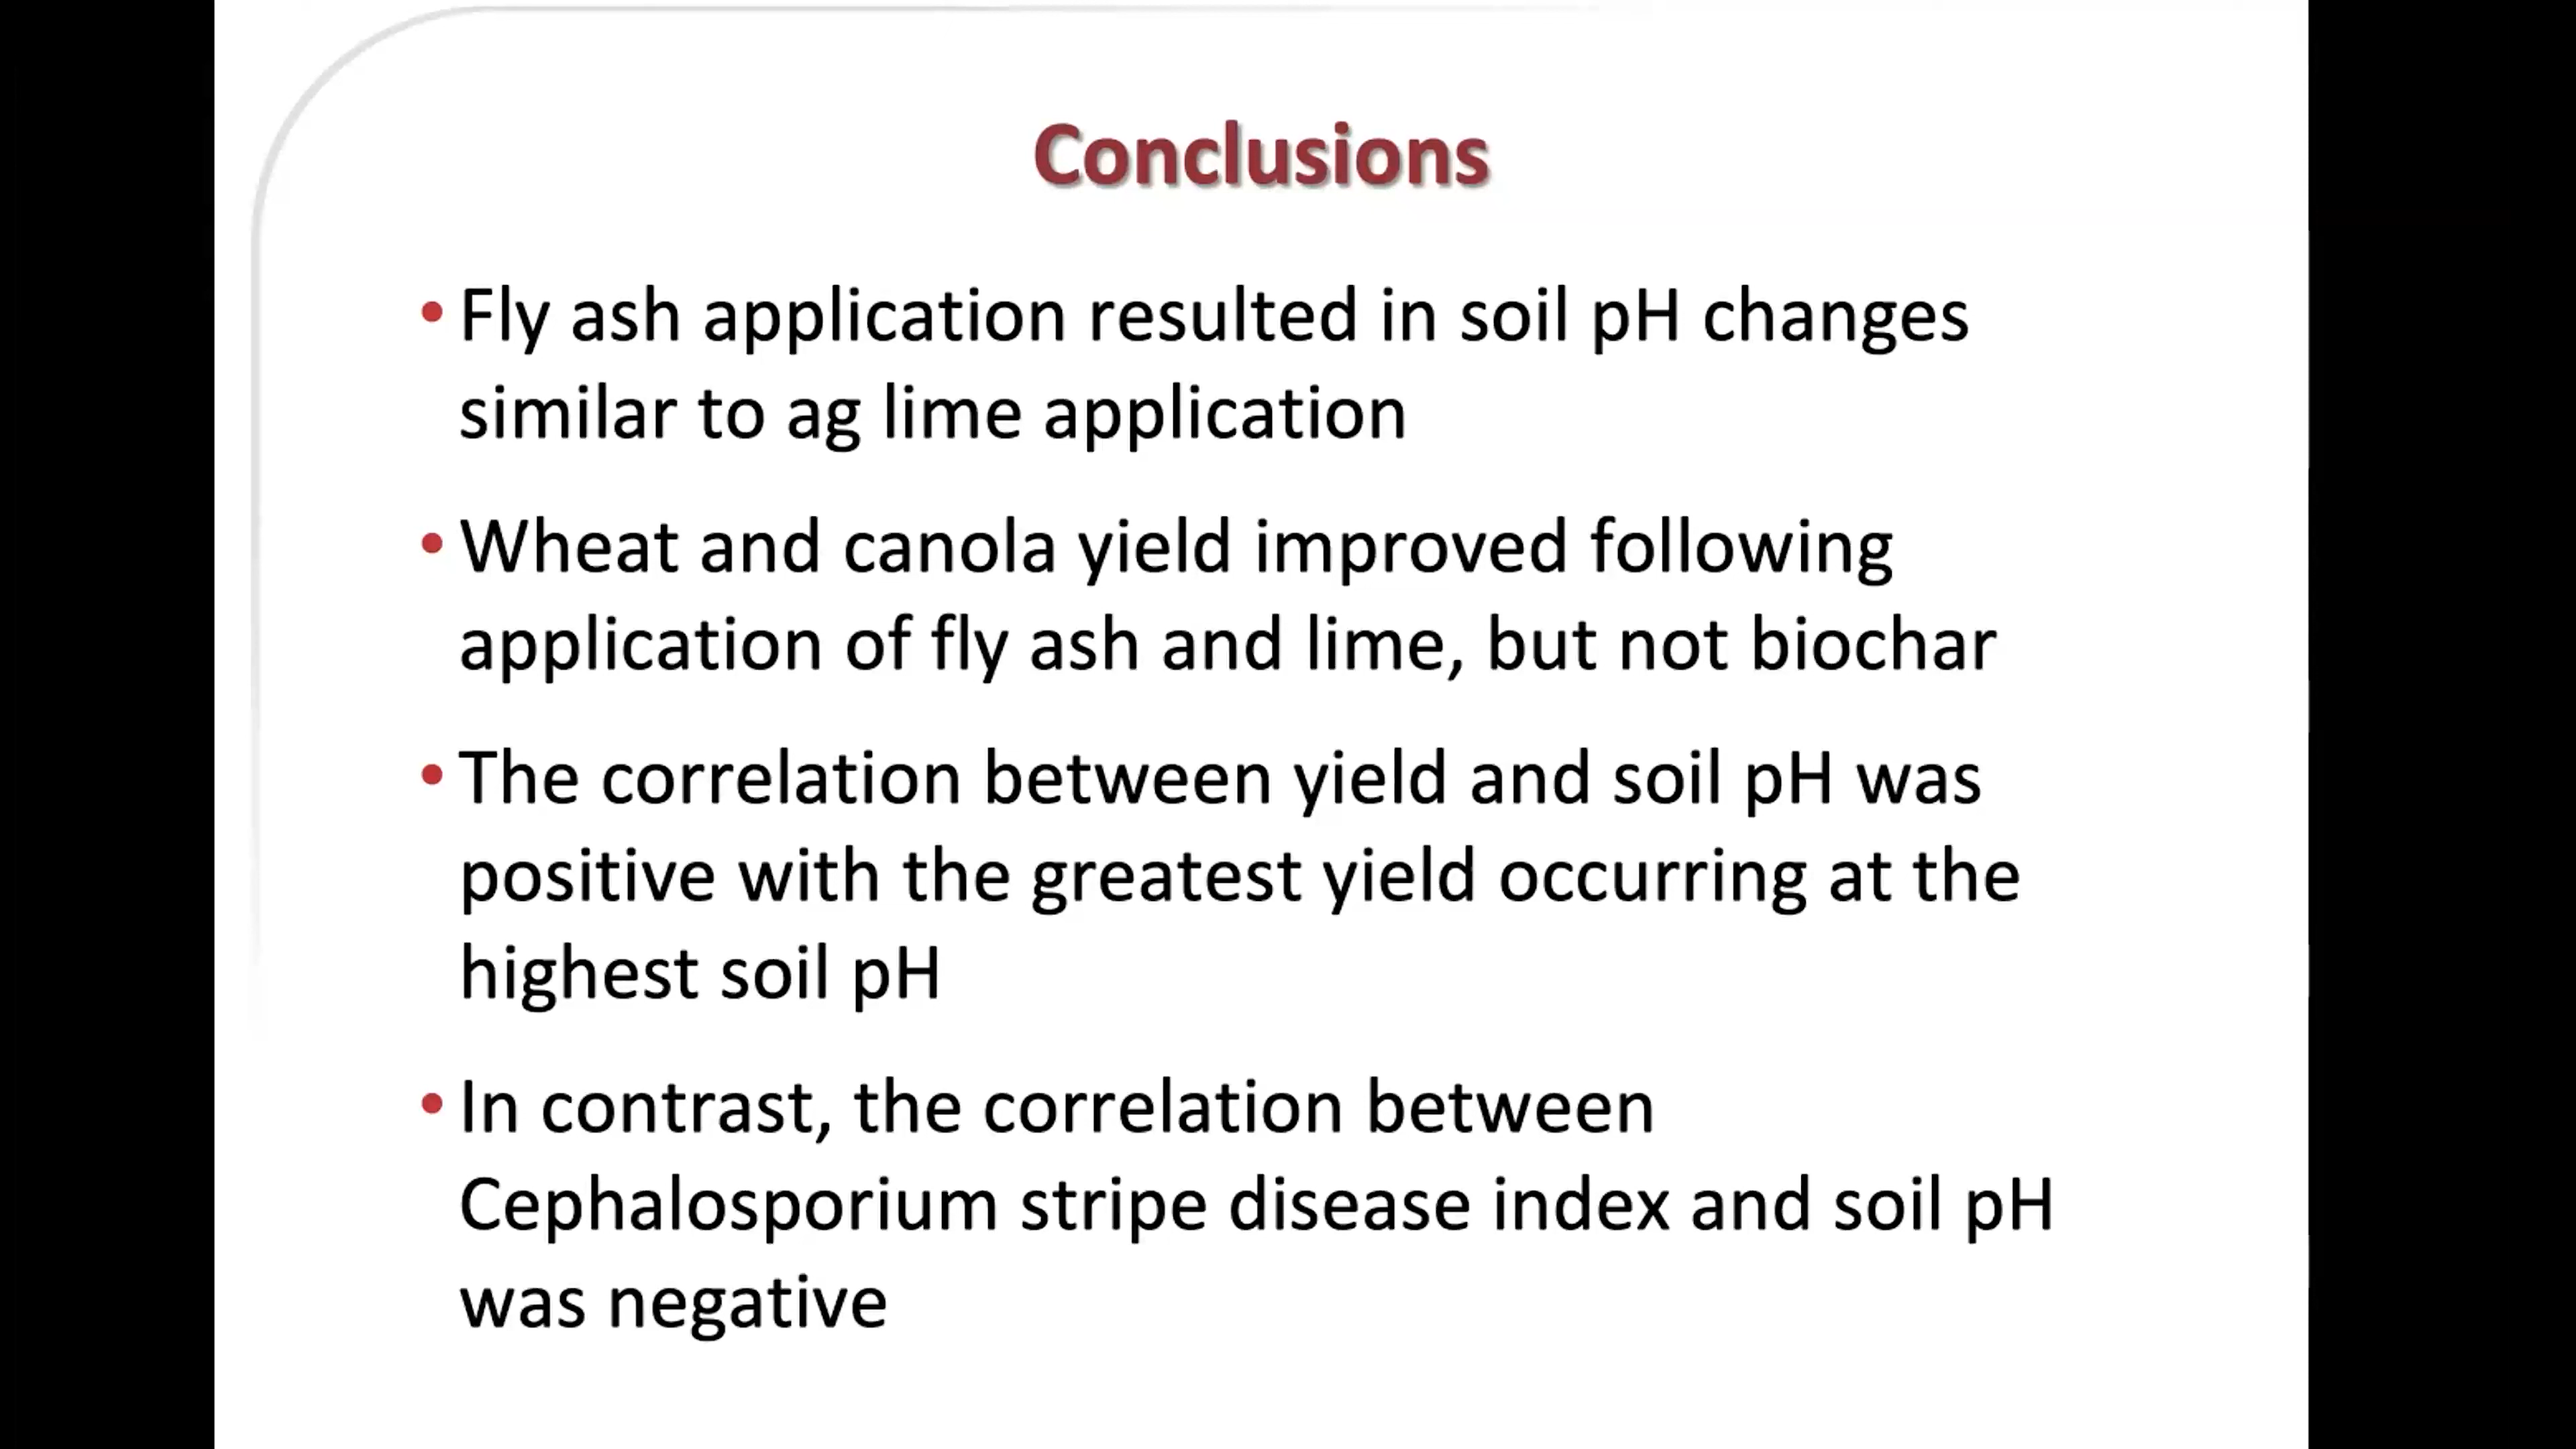 Conclusions
• Fly ash application resulted in soil pH changes
similar to ag lime application
• Wheat and canola yield improved following
application of fly ash and lime, but not biochar
• The correlation between yield and soil pH was
positive with the greatest yield occurring at the
highest soil pH
• In contrast, the correlation between
Cephalosporium stripe disease index and soil pH
was negative